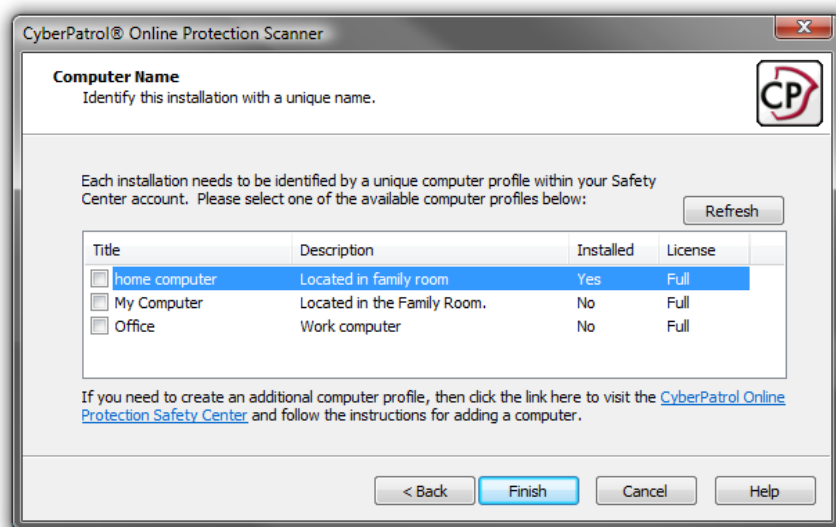 CyberPatrol® Online Protection Scanner
Computer Name
Identify this installation with a unique name.
CP
Each installation needs to be identified by a unique computer profile within your Safety
Center account.  Please select one of the available computer profiles below:
Refresh
Title Description Installed License
home computer Located in family room Yes Full
My Computer Located in the Family Room. No Full
Office Work computer No Full
If you need to create an additional computer profile, then click the link here to visit the CyberPatrol Online
Protection Safety Center and follow the instructions for adding a computer.
< Back Finish Cancel Help